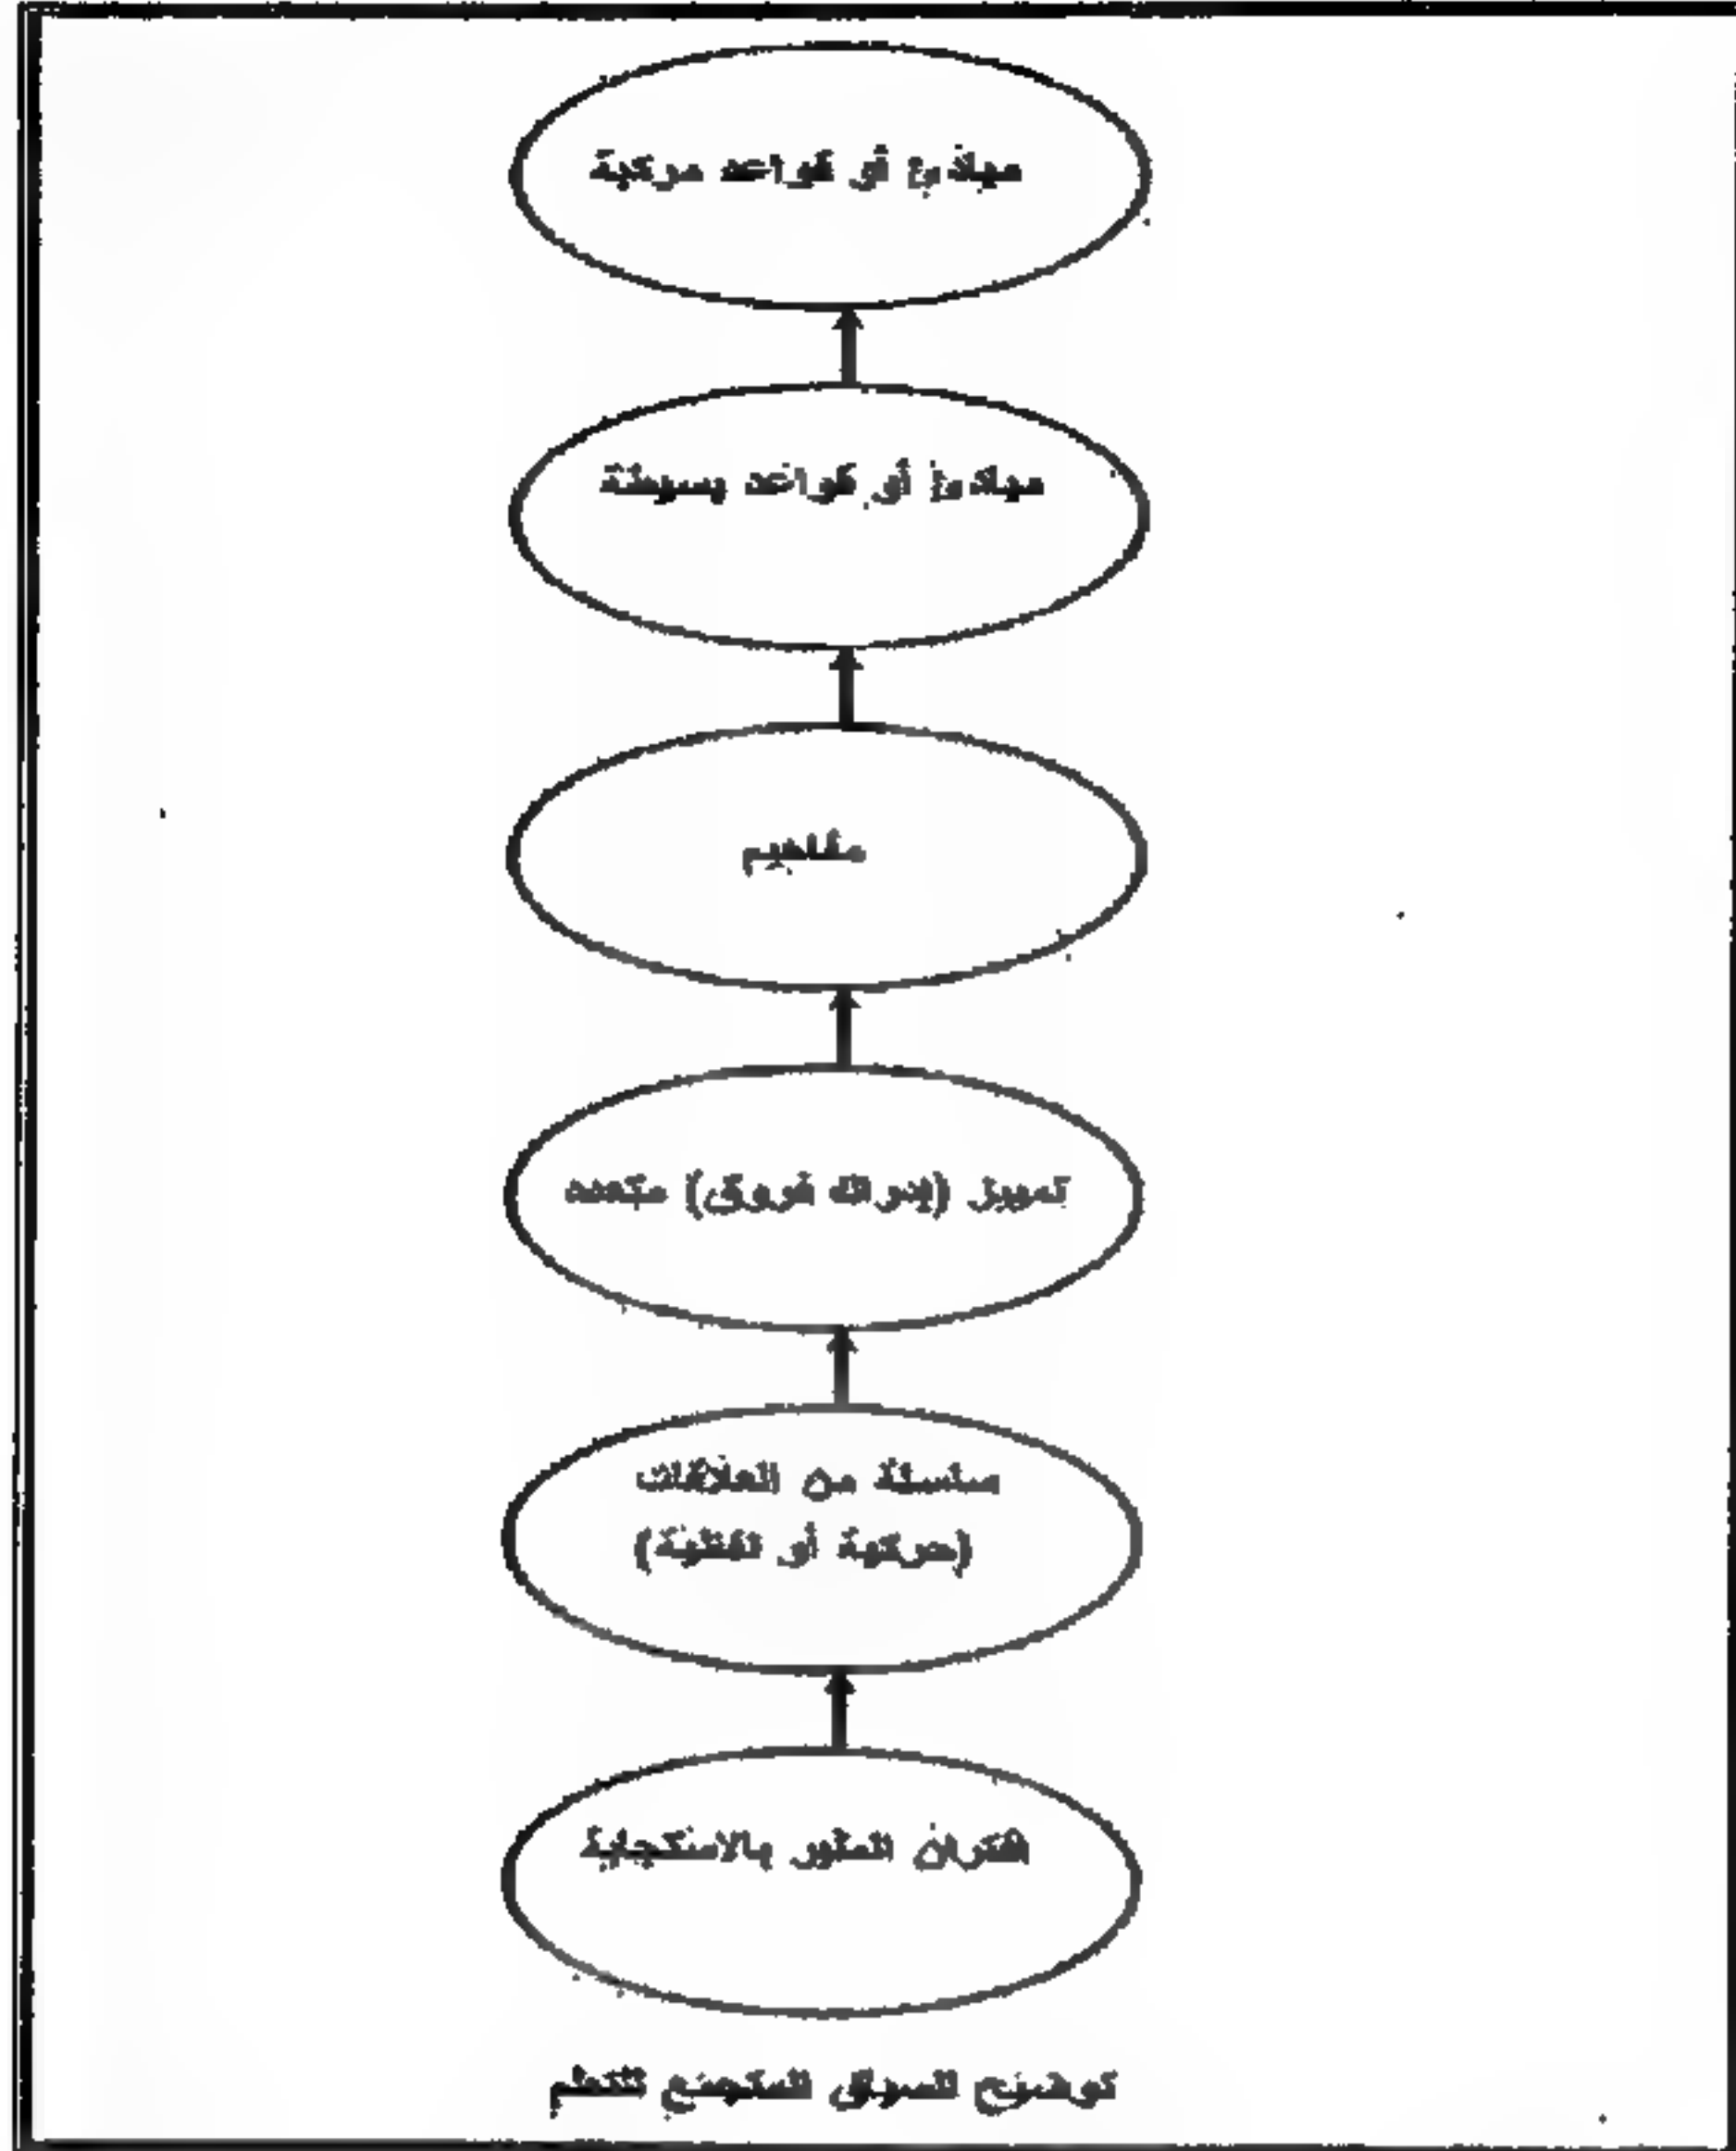 مبادئ أو قواعد مركبة
مبادئ أو قواعد بسيطة
مفاهيم
تمييز (إدراك فروق) متعدد
سلسلة من العلاقات
(حركية أو لفظية)
اقتران المثير بالاستجابة
توضيح للتعلم